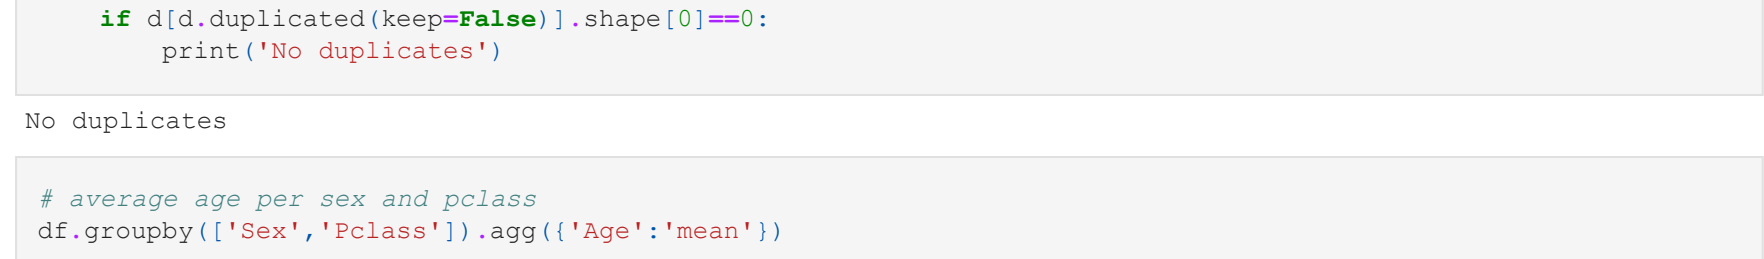 if d[d.duplicated(keep=False)].shape[0]==0:
print('No duplicates')
No duplicates
# average age per sex and pclass
df.groupby(['Sex','Pclass']).agg({'Age':'mean'})